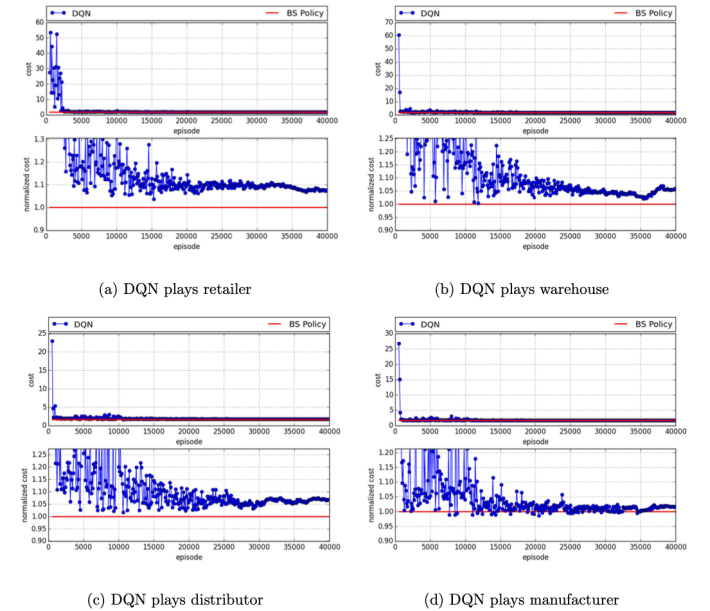 DQN BS Policy DQN BS Policy
60
50
40
30
20
10
0
cost
0 5000 10000 15000 20000 25000 30000 35000 40000
episode
70
60
50
40
30
20
10
0
cost
0 5000 10000 15000 20000 25000 30000 35000 40000
episode
1.3
1.2
1.1
1.0
0.9
normalized cost
0 5000 10000 15000 20000 25000 30000 35000 40000
episode
1.25
1.20
1.15
1.10
1.05
1.00
0.95
0.90
normalized cost
0 5000 10000 15000 20000 25000 30000 35000 40000
episode
(a) DQN plays retailer (b) DQN plays warehouse
DQN BS Policy DQN BS Policy
25
20
15
10
5
0
cost
0 5000 10000 15000 20000 25000 30000 35000 40000
episode
30
25
20
15
10
5
0
cost
0 5000 10000 15000 20000 25000 30000 35000 40000
episode
1.25
1.20
1.15
1.10
1.05
1.00
0.95
0.90
normalized cost
0 5000 10000 15000 20000 25000 30000 35000 40000
episode
1.20
1.15
1.10
1.05
1.00
0.95
0.90
normalized cost
0 5000 10000 15000 20000 25000 30000 35000 40000
episode
(c) DQN plays distributor (d) DQN plays manufacturer